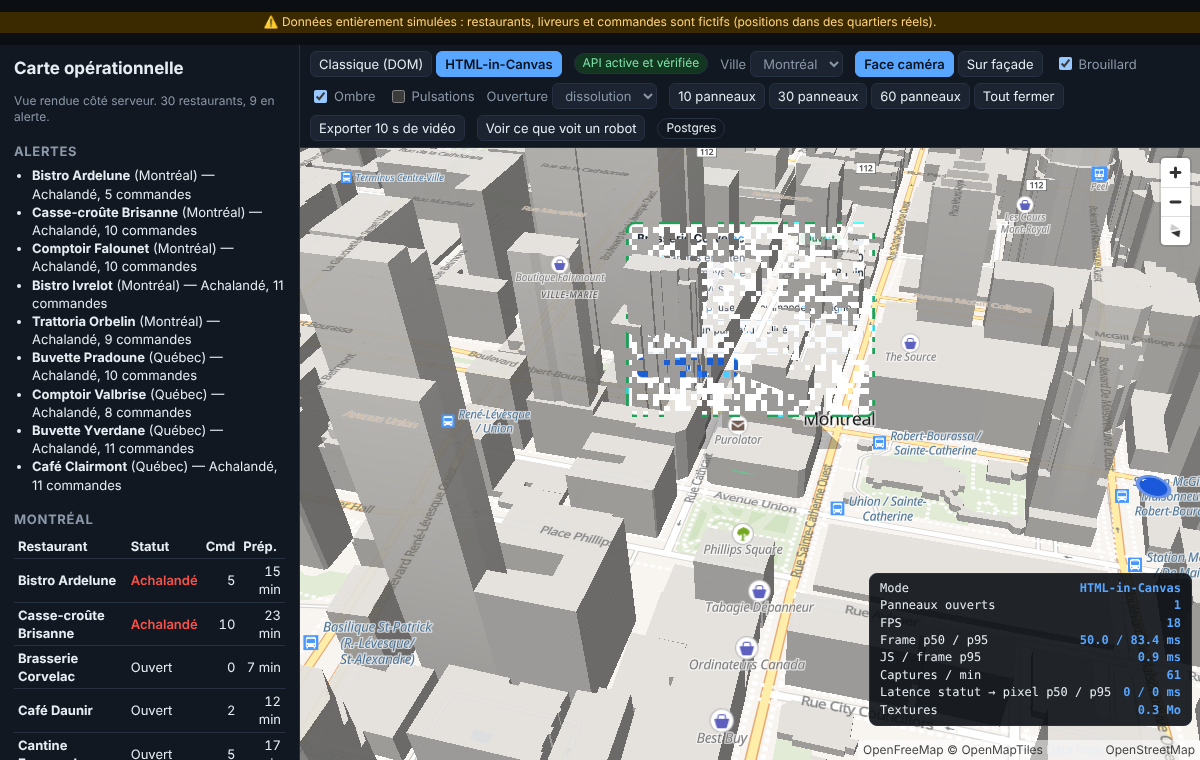 ⚠️ Données entièrement simulées : restaurants, livreurs et commandes sont fictifs (positions dans des quartiers réels).
Carte opérationnelle
Vue rendue côté serveur. 30 restaurants, 9 en
alerte.
ALERTES
• Bistro Ardelune (Montréal) —
Achalandé, 5 commandes
• Casse-croûte Brisanne (Montréal) —
Achalandé, 10 commandes
• Comptoir Falounet (Montréal) —
Achalandé, 10 commandes
• Bistro Ivrelot (Montréal) — Achalandé, 11
commandes
• Trattoria Orbelin (Montréal) —
Achalandé, 9 commandes
• Buvette Pradoune (Québec) —
Achalandé, 10 commandes
• Comptoir Valbrise (Québec) —
Achalandé, 8 commandes
• Buvette Yverdane (Québec) —
Achalandé, 11 commandes
• Café Clairmont (Québec) — Achalandé,
11 commandes
MONTRÉAL
Restaurant Statut Cmd Prép.
Bistro Ardelune Achalandé 5 15 min
Casse-croûte Brisanne Achalandé 10 23 min
Brasserie Corvelac Ouvert 0 7 min
Café Daunir Ouvert 2 12 min
Cantine Ouvert 5 17
Classique (DOM) HTML-in-Canvas API active et vérifiée Ville Montréal Face caméra Sur façade Brouillard
Ombre Pulsations Ouverture dissolution 10 panneaux 30 panneaux 60 panneaux Tout fermer
Exporter 10 s de vidéo Voir ce que voit un robot Postgres
112
112
112
Terminus Centre-Ville
Peel
Les Cours
Mont-Royal
Boutique Fairmount
VILLE-MARIE
The Source
René-Lévesque
/ Union
Montréal
Purolator
Robert-Bourassa /
Sainte-Catherine
Rue Cathcart
Avenue Union
Union / Sainte-
Catherine
Rue Sainte-Catherine Ouest
Place Phillips
Phillips Square
Tabagie Dépanneur
Basilique St-Patrick
(R.-Lévesque/
St-Alexandre)
Ordinateurs Canada
Best Buy
Rue City
Mode HTML-in-Canvas
Panneaux ouverts 1
FPS 18
Frame p50 / p95 50.0 / 83.4 ms
JS / frame p95 0.9 ms
Captures / min 61
Latence statut → pixel p50 / p95 0 / 0 ms
Textures 0.3 Mo
OpenFreeMap © OpenMapTiles OpenStreetMap